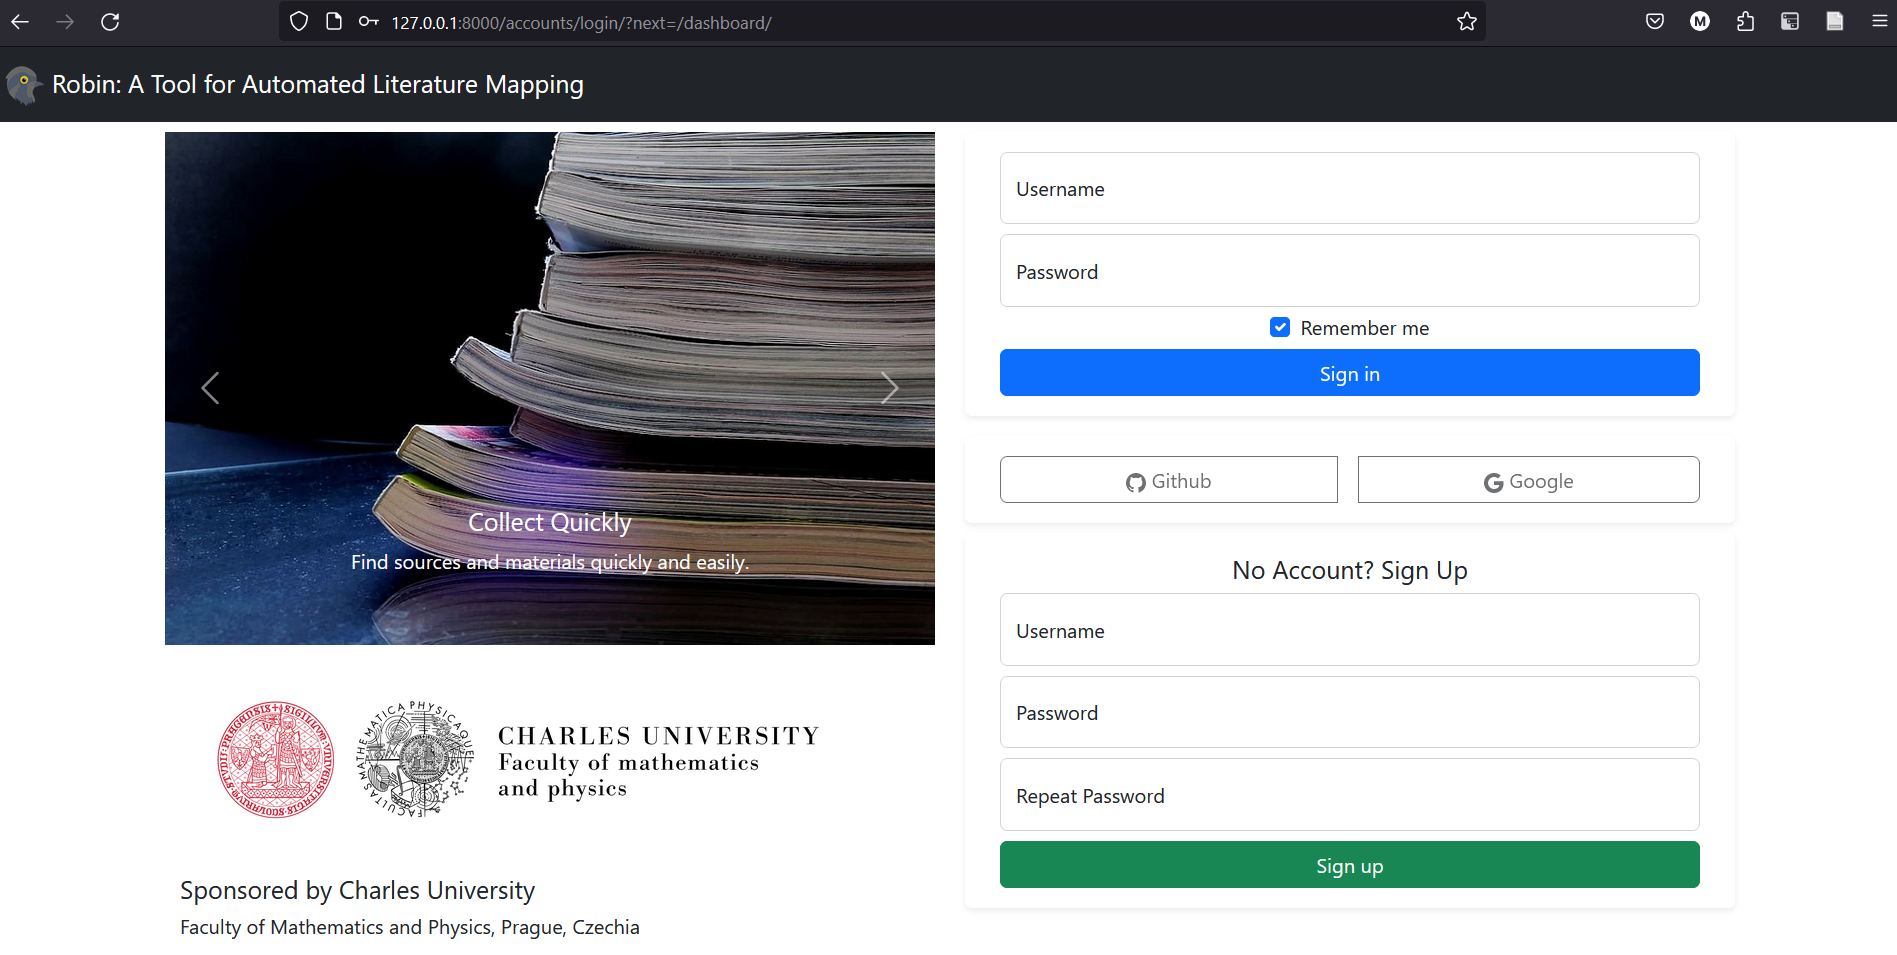 127.0.0.1:8000/accounts/login/?next=/dashboard/
M
Robin: A Tool for Automated Literature Mapping
Collect Quickly
Find sources and materials quickly and easily.
CHARLES UNIVERSITY
Faculty of mathematics
and physics
Sponsored by Charles University
Faculty of Mathematics and Physics, Prague, Czechia
Username
Password
Remember me
Sign in
Github
Google
No Account? Sign Up
Username
Password
Repeat Password
Sign up